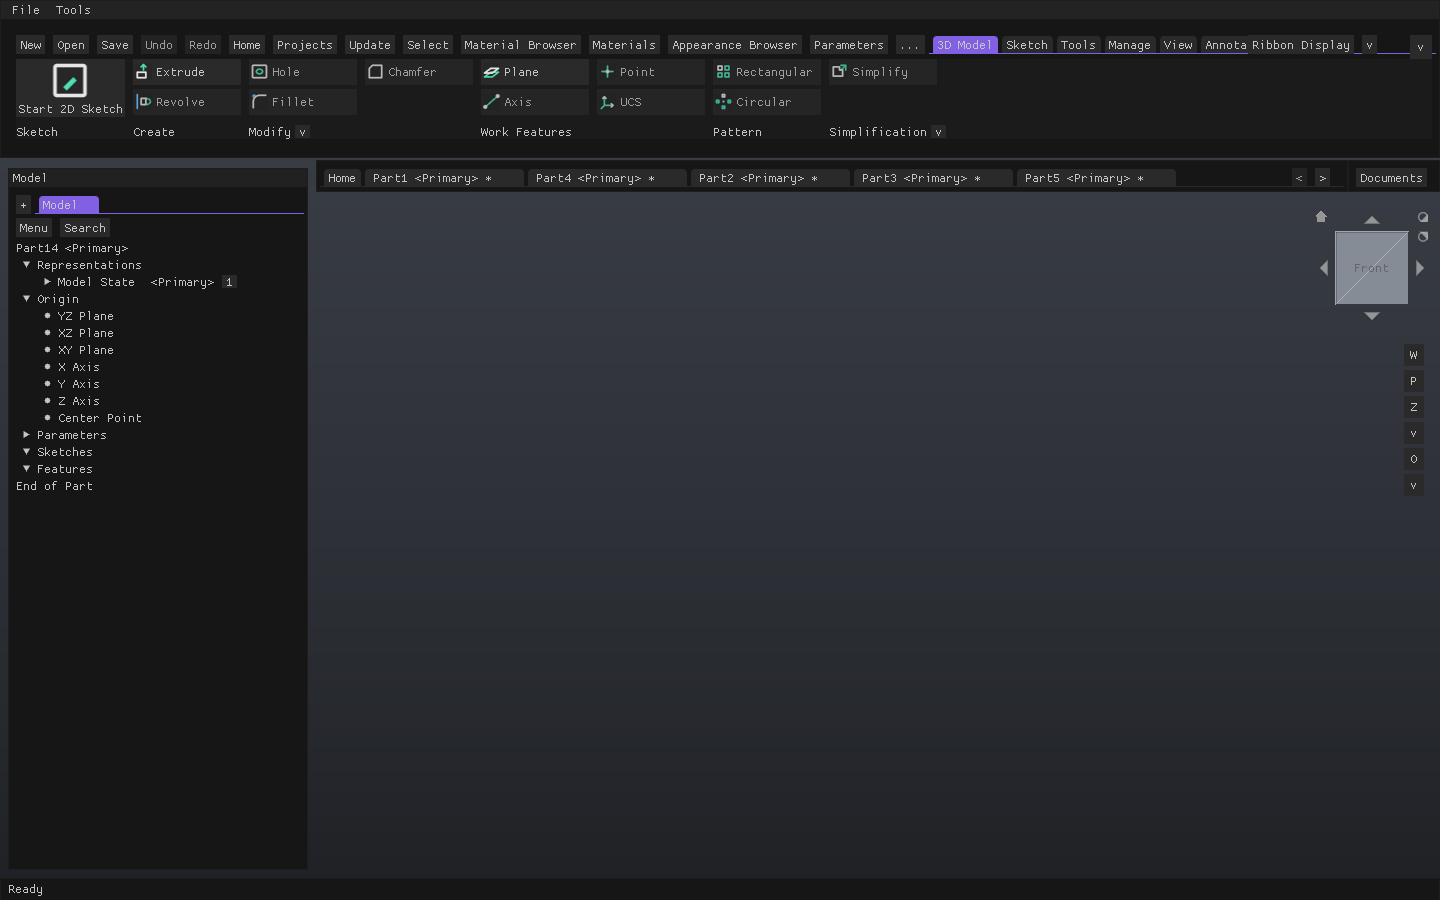 File Tools
New Open Save Undo Redo Home Projects Update Select Material Browser Materials Appearance Browser Parameters ... 3D Model Sketch Tools Manage View Annota Ribbon Display v v
Start 2D Sketch
Extrude Hole Chamfer Plane Point Rectangular Simplify
Revolve Fillet Axis UCS Circular
Sketch Create Modify v Work Features Pattern Simplification v
Model
+ Model
Menu Search
Part14 <Primary>
Representations
Model State <Primary> 1
Origin
YZ Plane
XZ Plane
XY Plane
X Axis
Y Axis
Z Axis
Center Point
Parameters
Sketches
Features
End of Part
Home Part1 <Primary> * Part4 <Primary> * Part2 <Primary> * Part3 <Primary> * Part5 <Primary> * < > Documents
Front
W
P
Z
v
O
v
Ready